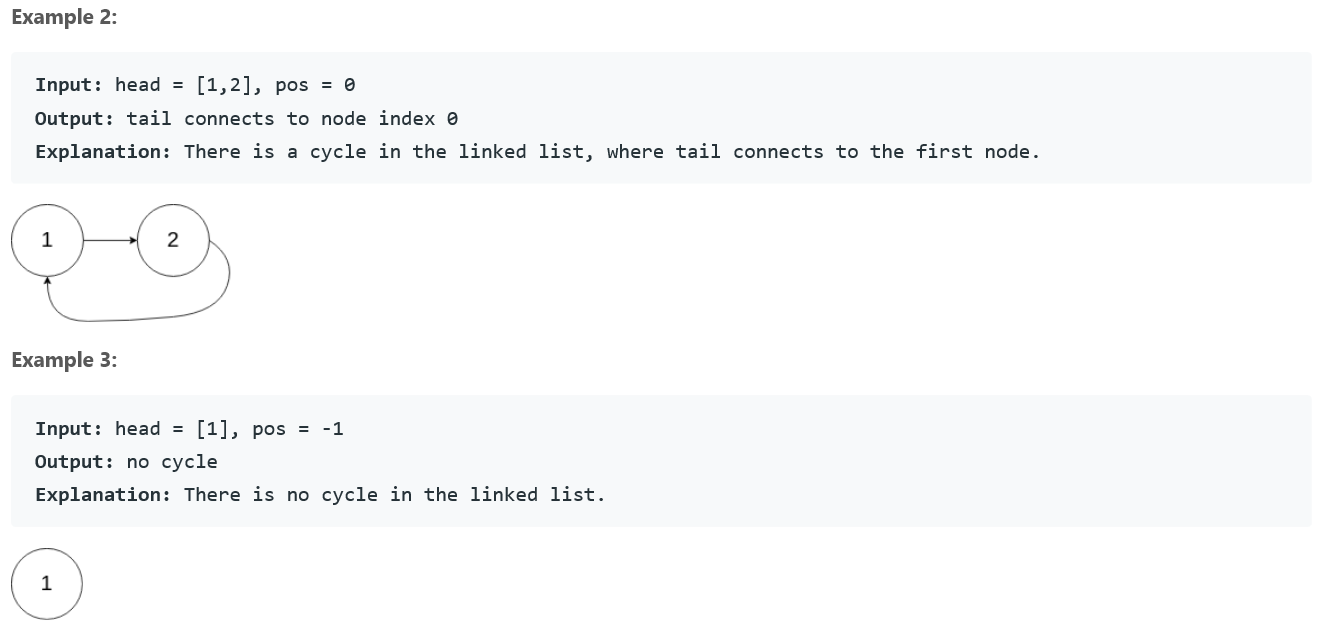 Example 2:
Input: head = [1,2], pos = 0
Output: tail connects to node index 0
Explanation: There is a cycle in the linked list, where tail connects to the first node.
1 2
Example 3:
Input: head = [1], pos = -1
Output: no cycle
Explanation: There is no cycle in the linked list.
1